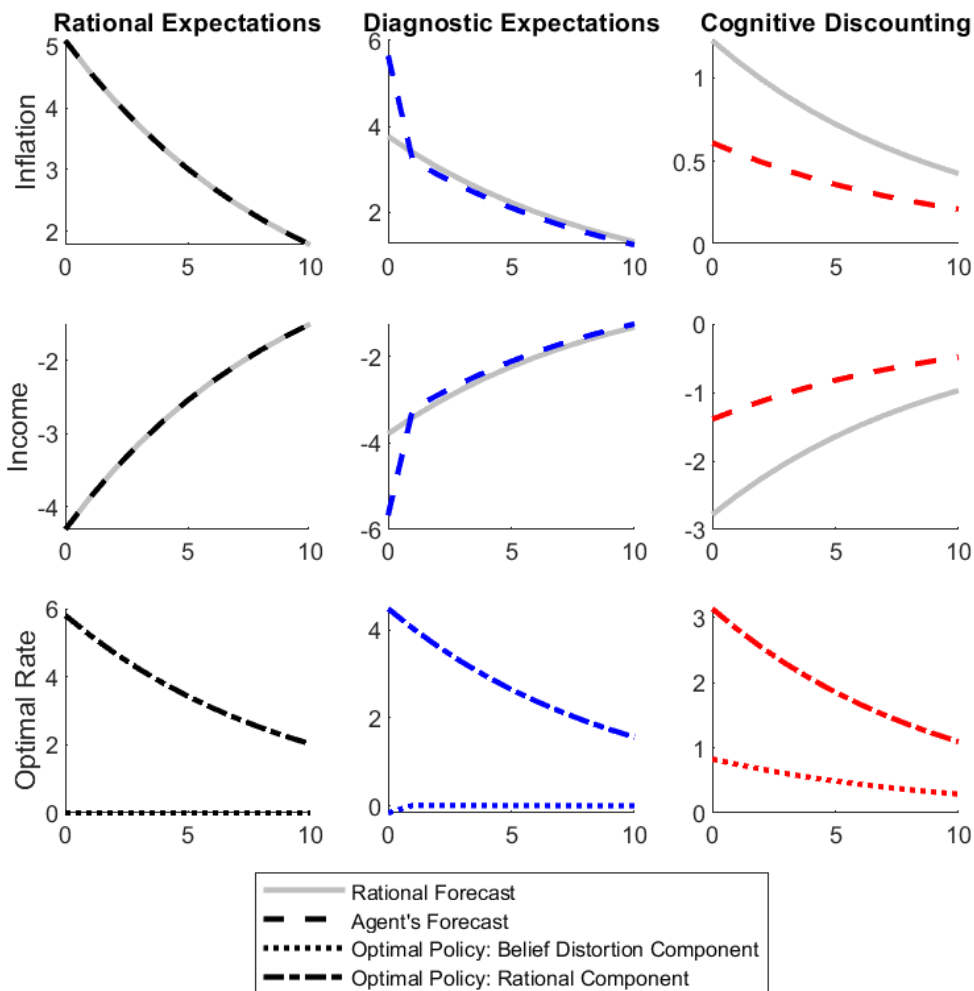 Rational Expectations
Diagnostic Expectations
Cognitive Discounting
Inflation
5
4
3
2
0 5 10
6
4
2
0 5 10
1
0.5
0
0 5 10
Income
-2
-3
-4
0 5 10
-2
-4
-6
0 5 10
0
-1
-2
-3
0 5 10
Optimal Rate
6
4
2
0
0 5 10
4
2
0
0 5 10
3
2
1
0
0 5 10
Rational Forecast
Agent's Forecast
Optimal Policy: Belief Distortion Component
Optimal Policy: Rational Component